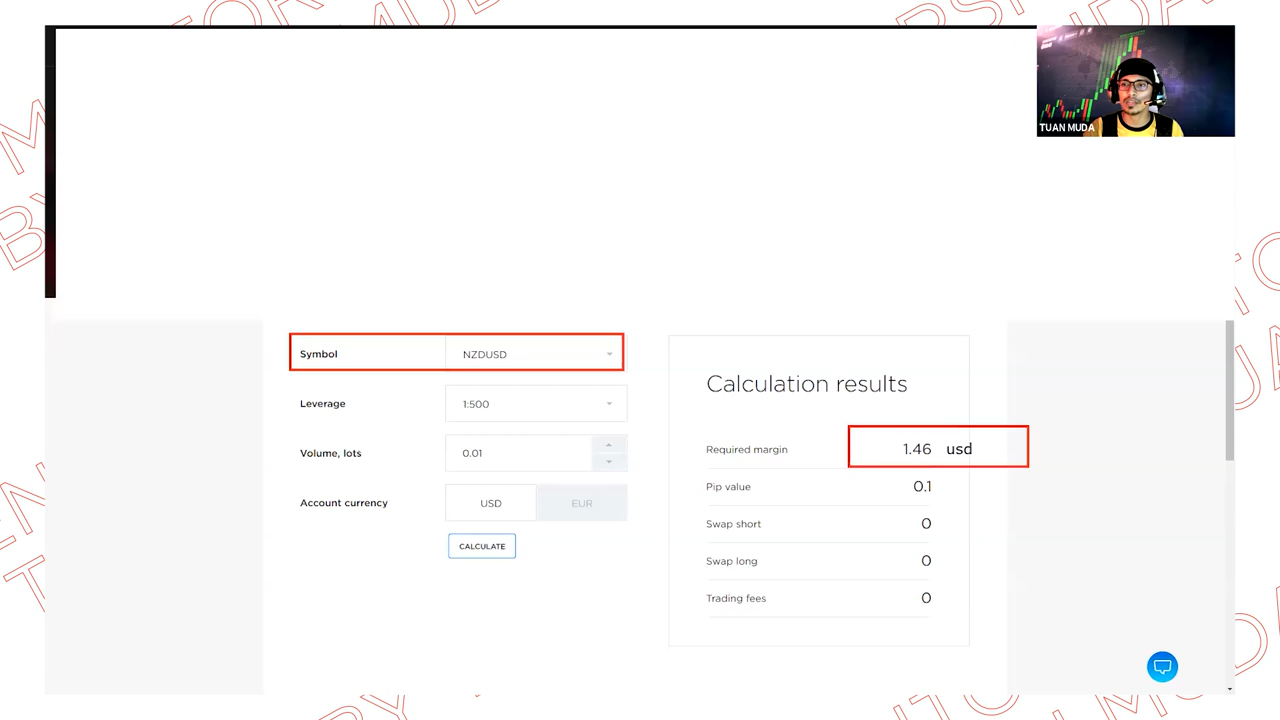 TUAN MUDA
Symbol NZDUSD
Leverage 1:500
Volume, lots 0.01
Account currency USD EUR
CALCULATE
Calculation results
Required margin 1.46 usd
Pip value 0.1
Swap short 0
Swap long 0
Trading fees 0